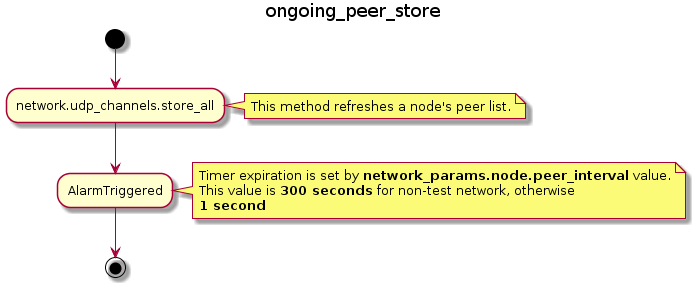 ongoing_peer_store
network.udp_channels.store_all
This method refreshes a node's peer list.
AlarmTriggered
Timer expiration is set by network_params.node.peer_interval value.
This value is 300 seconds for non-test network, otherwise
1 second